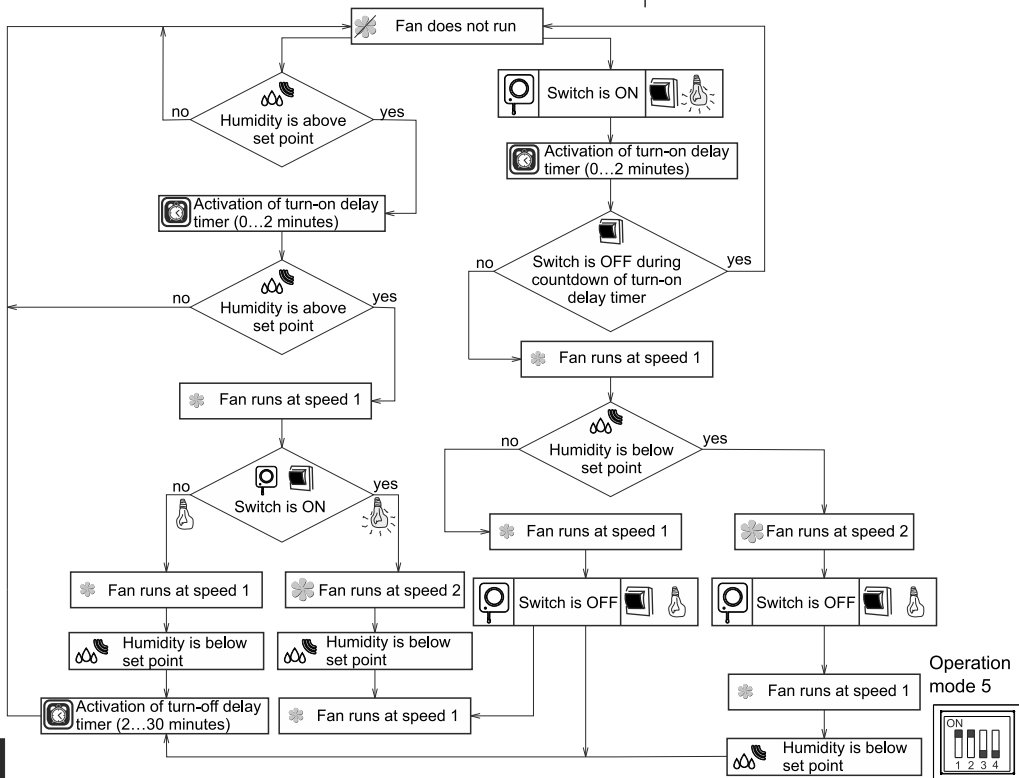 Fan does not run
Humidity is above
set point
no
yes
Switch is ON
Activation of turn-on delay
timer (0...2 minutes)
Activation of turn-on delay
timer (0...2 minutes)
Switch is OFF during
countdown of turn-on
delay timer
no
yes
Humidity is above
set point
no
yes
Fan runs at speed 1
Fan runs at speed 1
Humidity is below
set point
no
yes
Switch is ON
no
yes
Fan runs at speed 1
Fan runs at speed 2
Fan runs at speed 1
Fan runs at speed 2
Switch is OFF
Switch is OFF
Humidity is below
set point
Humidity is below
set point
Activation of turn-off delay
timer (2...30 minutes)
Fan runs at speed 1
Fan runs at speed 1
Humidity is below
set point
Operation
mode 5
ON
1 2 3 4